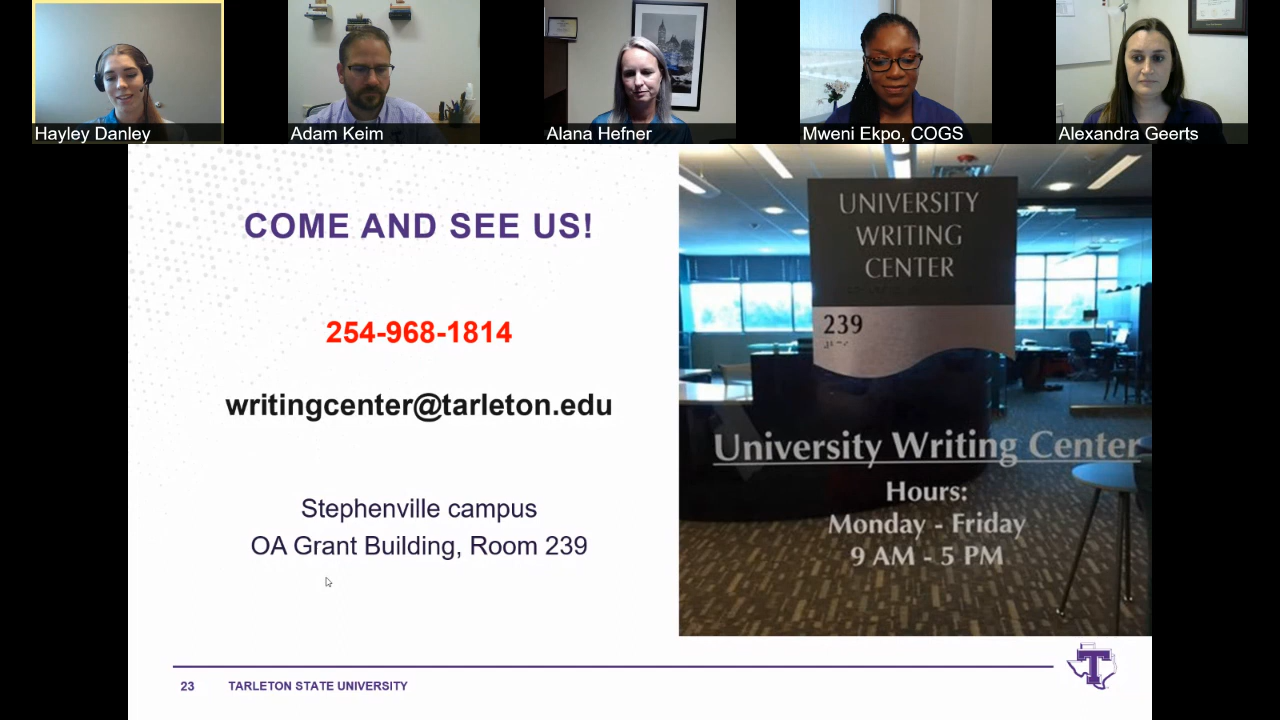 Hayley Danley
Adam Keim
Alana Hefner
Mweni Ekpo, COGS
Alexandra Geerts
COME AND SEE US!
254-968-1814
writingcenter@tarleton.edu
Stephenville campus
OA Grant Building, Room 239
UNIVERSITY
WRITING
CENTER
239
University Writing Center
Hours:
Monday - Friday
9 AM - 5 PM
23
TARLETON STATE UNIVERSITY
T